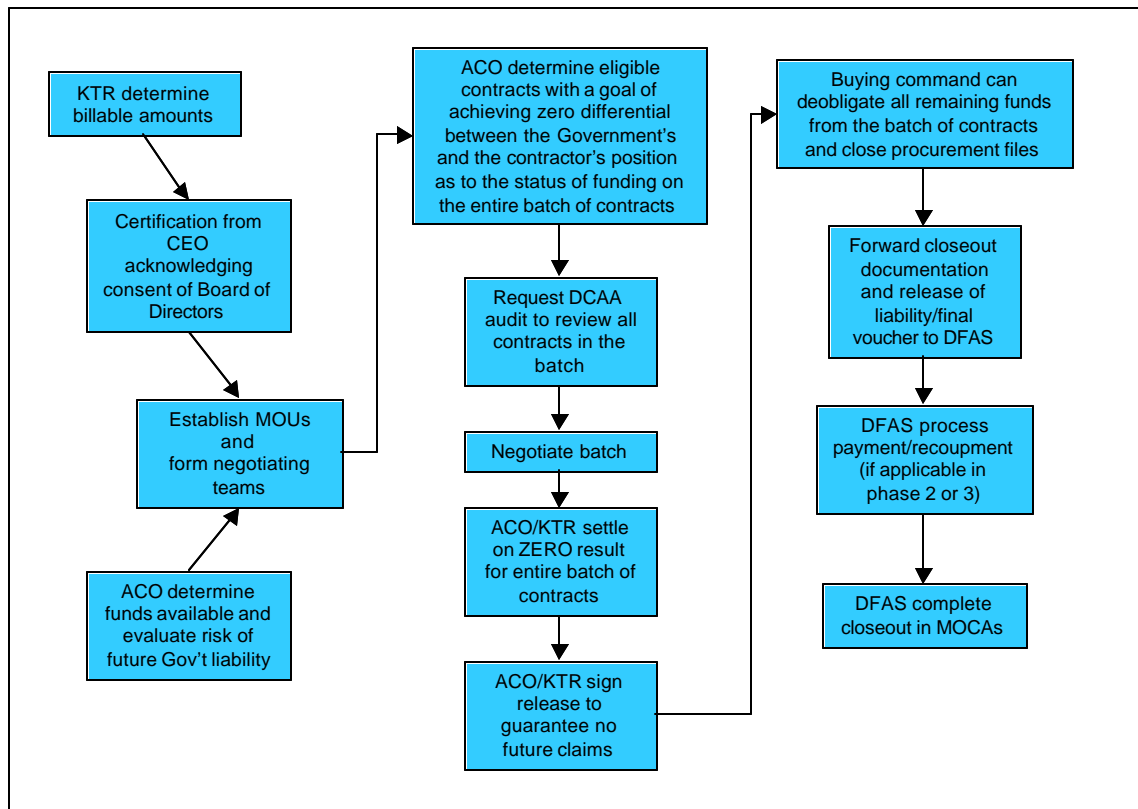 KTR determine
billable amounts
Certification from
CEO
acknowledging
consent of Board of
Directors
Establish MOUs
and
form negotiating
teams
ACO determine
funds available and
evaluate risk of
future Gov't liability
ACO determine eligible
contracts with a goal of
achieving zero differential
between the Government's
and the contractor's position
as to the status of funding on
the entire batch of contracts
Request DCAA
audit to review all
contracts in the
batch
Negotiate batch
ACO/KTR settle
on ZERO result
for entire batch of
contracts
ACO/KTR sign
release to
guarantee no
future claims
Buying command can
deobligate all remaining funds
from the batch of contracts
and close procurement files
Forward closeout
documentation
and release of
liability/final
voucher to DFAS
DFAS process
payment/recoupment
(if applicable in
phase 2 or 3)
DFAS complete
closeout in MOCAs